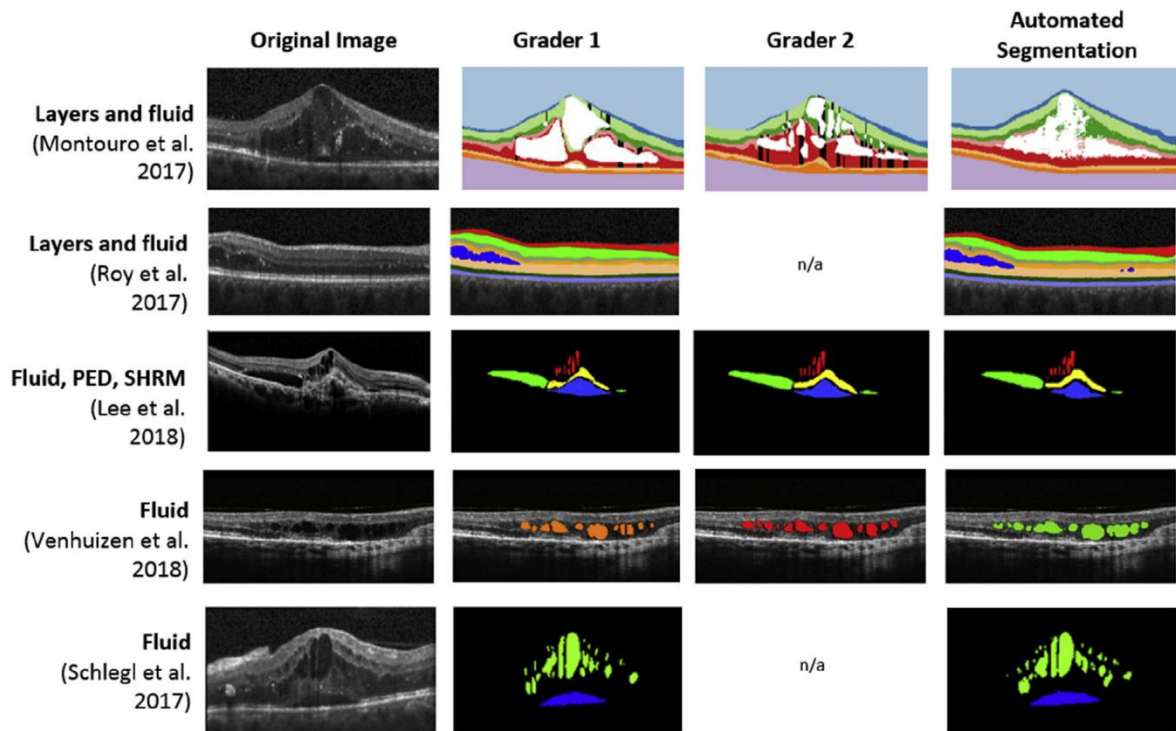 Original Image
Grader 1
Grader 2
Automated
Segmentation
Layers and fluid
(Montouro et al.
2017)
Layers and fluid
(Roy et al.
2017)
n/a
Fluid, PED, SHRM
(Lee et al.
2018)
Fluid
(Venhuizen et al.
2018)
Fluid
(Schlegl et al.
2017)
n/a